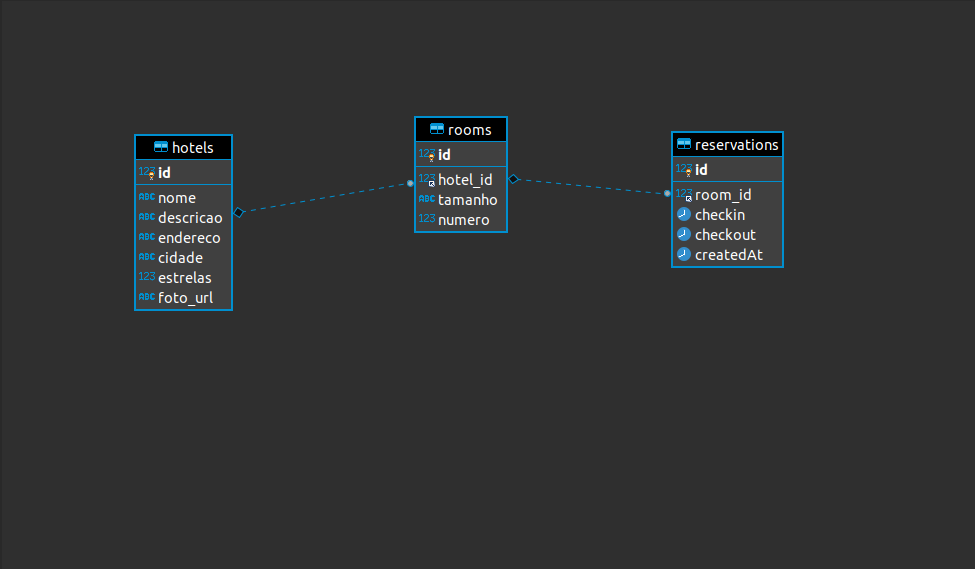 hotels
123 id
ABC nome
ABC descricao
ABC endereco
ABC cidade
123 estrelas
ABC foto_url
rooms
123 id
123 hotel_id
ABC tamanho
123 numero
reservations
123 id
123 room_id
checkin
checkout
createdAt